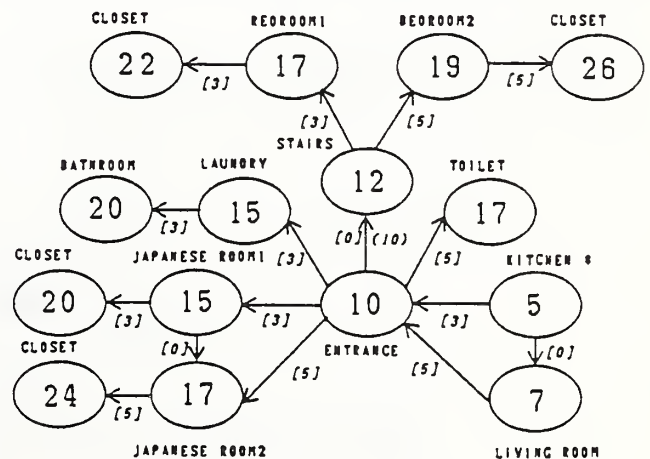 CLOSET REDROOM1 BEDROOM2 CLOSET
22 17 19 26
[3] [5]
[3] [5]
STAIRS
BATNROOM LAUNDRY TOILET
12
20 15 17
[3] [0] (10) [5]
CLOSET JAPANESE ROOM1 [3] KITCHEN *
20 15 10 5
[3] [3] [3]
CLOSET [0] ENTRANCE [0]
[5] [5]
24 17 7
[5]
JAPANESE ROOM2 LIVING ROOM